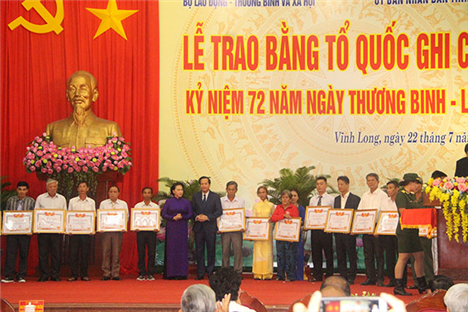 BỘ LAO ĐỘNG - THƯƠNG BINH VÀ XÃ HỘI
ỦY BAN NHÂN DÂN
LỄ TRAO BẰNG TỔ QUỐC GHI C
KỶ NIỆM 72 NĂM NGÀY THƯƠNG BINH - L
Vĩnh Long, ngày 22 tháng 7